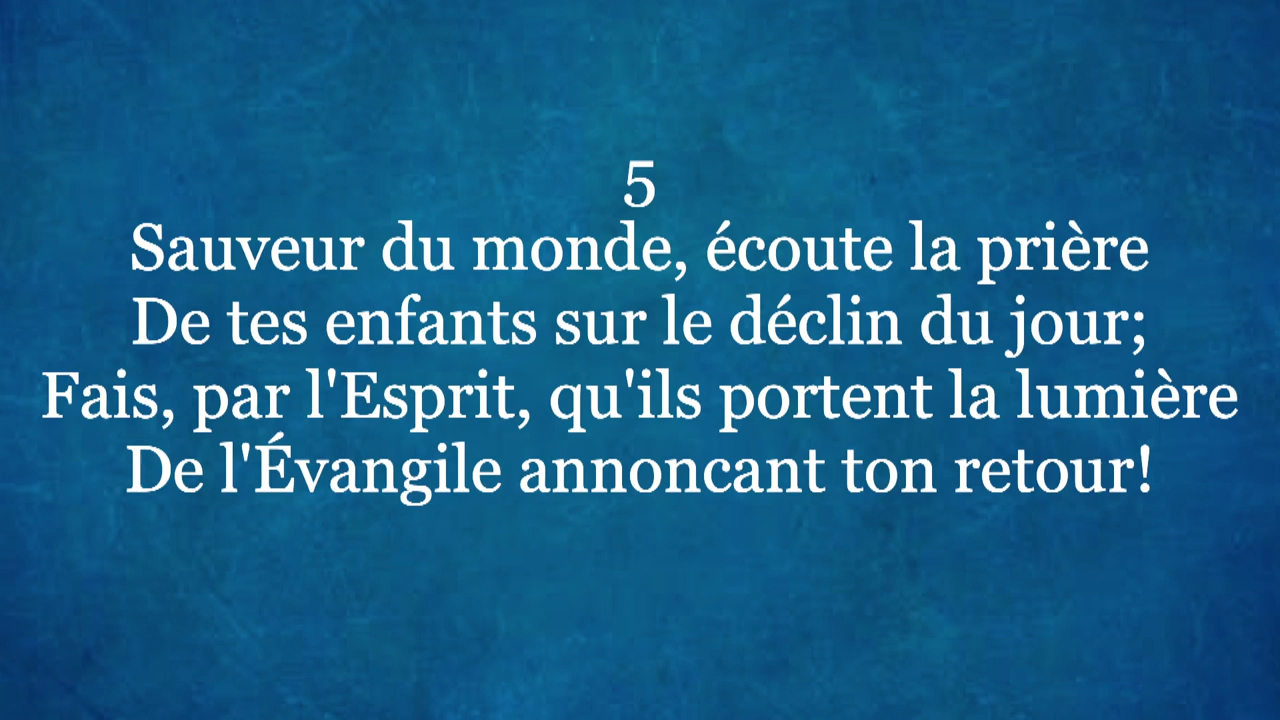 5
Sauveur du monde, écoute la prière
De tes enfants sur le déclin du jour;
Fais, par l'Esprit, qu'ils portent la lumière
De l'Évangile annoncant ton retour!